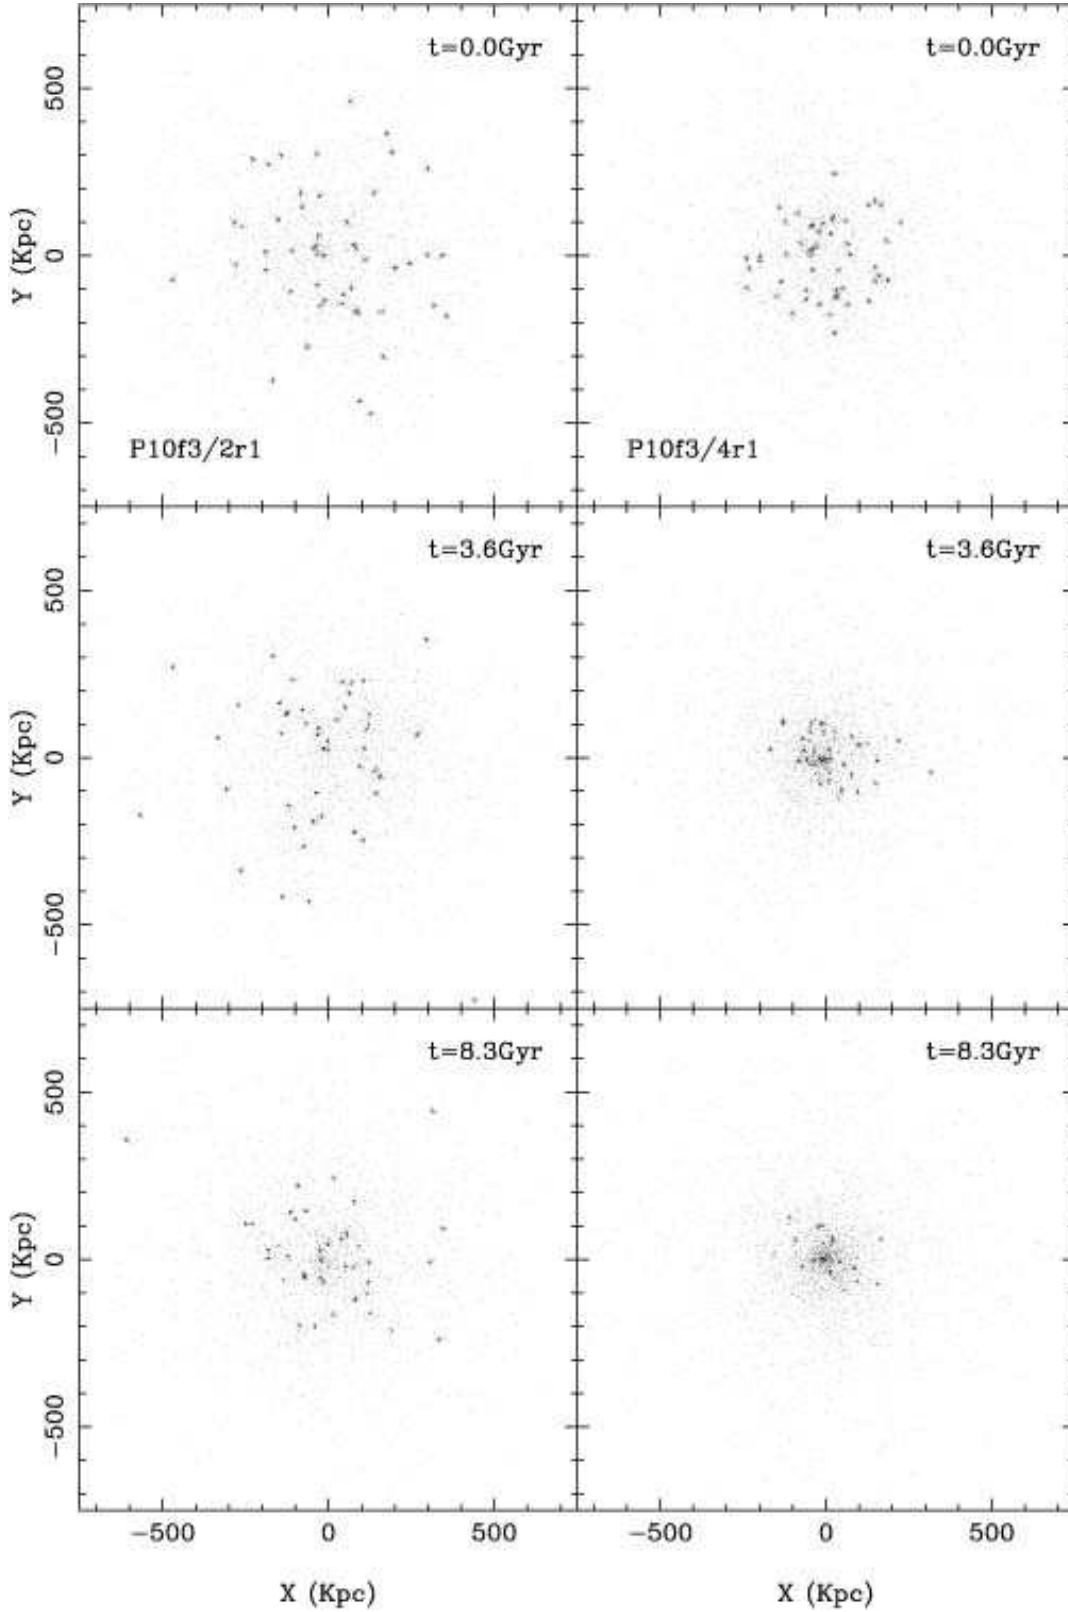 t=0.0Gyr
t=0.0Gyr
500
0
−500
Y (Kpc)
P10f3/2r1
P10f3/4r1
t=3.6Gyr
t=3.6Gyr
500
0
−500
Y (Kpc)
t=8.3Gyr
t=8.3Gyr
500
0
−500
Y (Kpc)
−500 0 500
−500 0 500
X (Kpc)
X (Kpc)